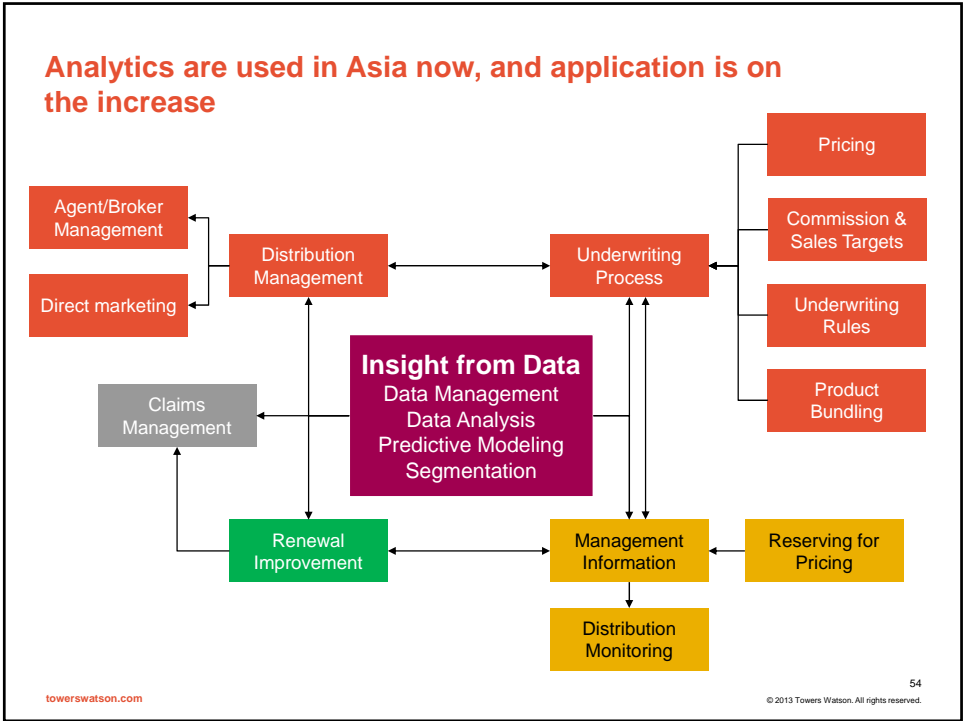 Analytics are used in Asia now, and application is on
the increase
Pricing
Agent/Broker
Management
Commission &
Sales Targets
Distribution
Management
Underwriting
Process
Direct marketing
Underwriting
Rules
Insight from Data
Data Management
Data Analysis
Predictive Modeling
Segmentation
Claims
Management
Product
Bundling
Renewal
Improvement
Management
Information
Reserving for
Pricing
Distribution
Monitoring
54
towerswatson.com
© 2013 Towers Watson. All rights reserved.